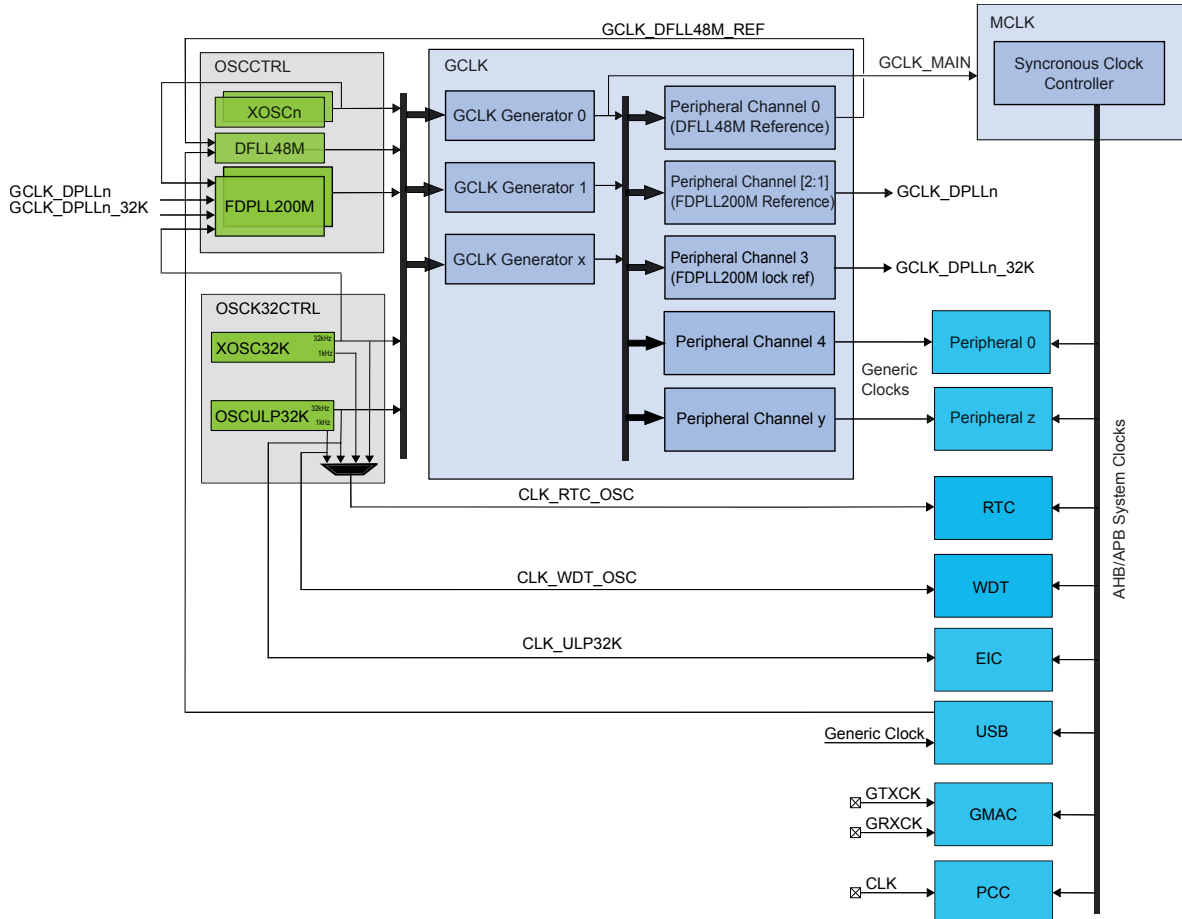 GCLK_DFLL48M_REF
MCLK
OSCCTRL
GCLK
GCLK_MAIN
Syncronous Clock
Controller
XOSCn
GCLK Generator 0
Peripheral Channel 0
(DFLL48M Reference)
DFLL48M
GCLK_DPLLn
GCLK_DPLLn_32K
FDPLL200M
GCLK Generator 1
Peripheral Channel [2:1]
(FDPLL200M Reference)
GCLK_DPLLn
GCLK Generator x
Peripheral Channel 3
(FDPLL200M lock ref)
GCLK_DPLLn_32K
OSCK32CTRL
XOSC32K
32kHz
1kHz
Peripheral Channel 4
Generic
Clocks
Peripheral 0
OSCULP32K
32kHz
1kHz
Peripheral Channel y
Peripheral z
AHB/APB System Clocks
CLK_RTC_OSC
RTC
CLK_WDT_OSC
WDT
CLK_ULP32K
EIC
Generic Clock
USB
GTXCK
GRXCK
GMAC
CLK
PCC